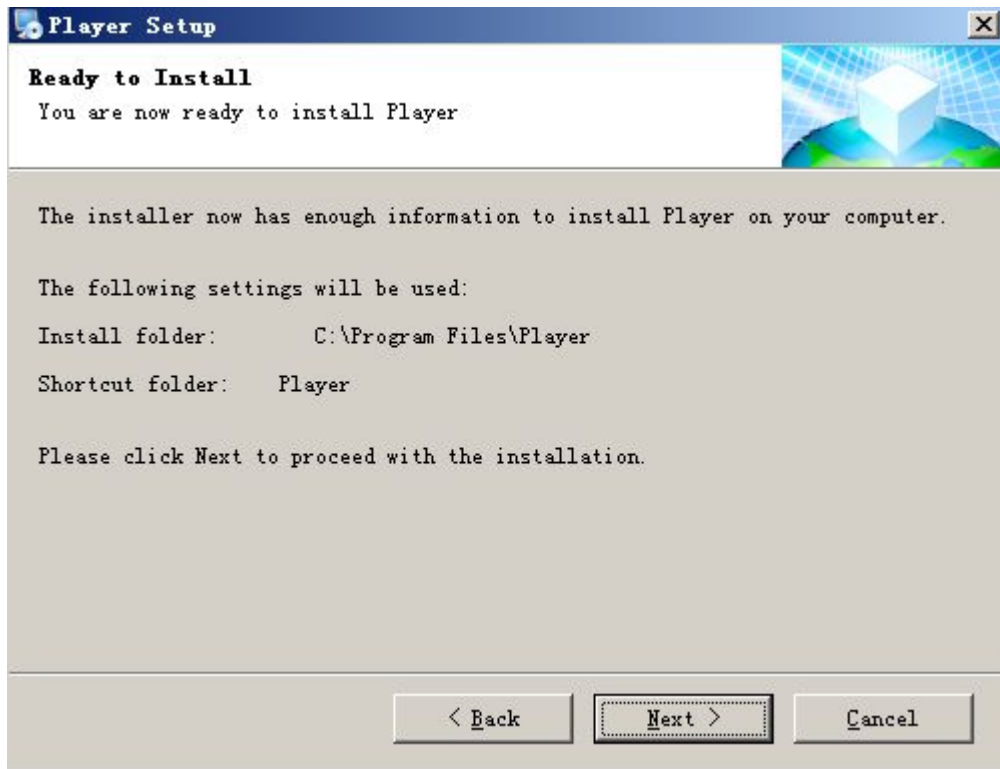 Player Setup
Ready to Install
You are now ready to install Player
The installer now has enough information to install Player on your computer.
The following settings will be used:
Install folder: C:\Program Files\Player
Shortcut folder: Player
Please click Next to proceed with the installation.
< Back Next > Cancel